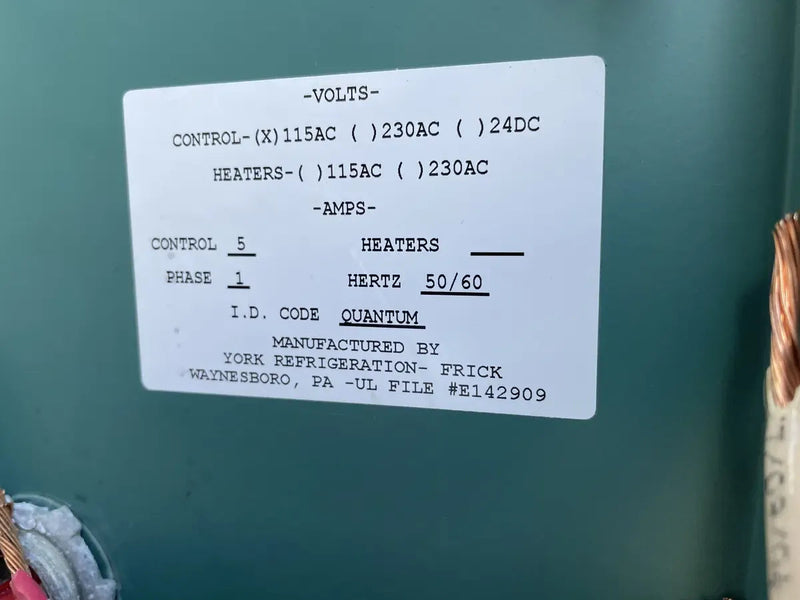 -VOLTS-
CONTROL-(X)115AC ( )230AC ( )24DC
HEATERS-( )115AC ( )230AC
-AMPS-
CONTROL 5 HEATERS ____
PHASE 1 HERTZ 50/60
I.D. CODE QUANTUM
MANUFACTURED BY
YORK REFRIGERATION- FRICK
WAYNESBORO, PA -UL FILE #E142909